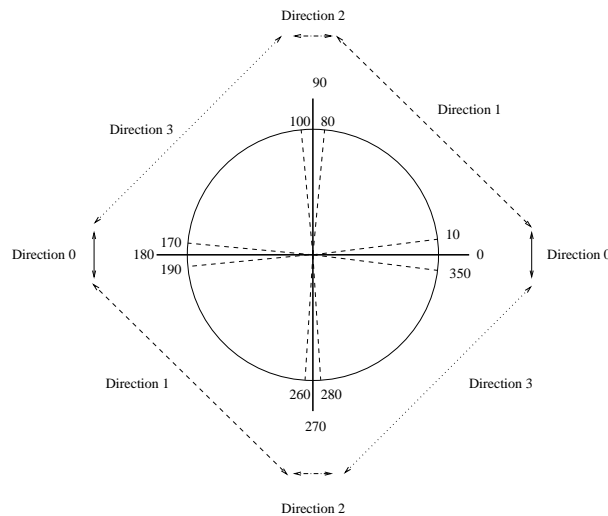 Direction 2
90
Direction 1
100 80
Direction 3
10
170
Direction 0 180 0 Direction 0
190 350
Direction 1 Direction 3
260 280
270
Direction 2